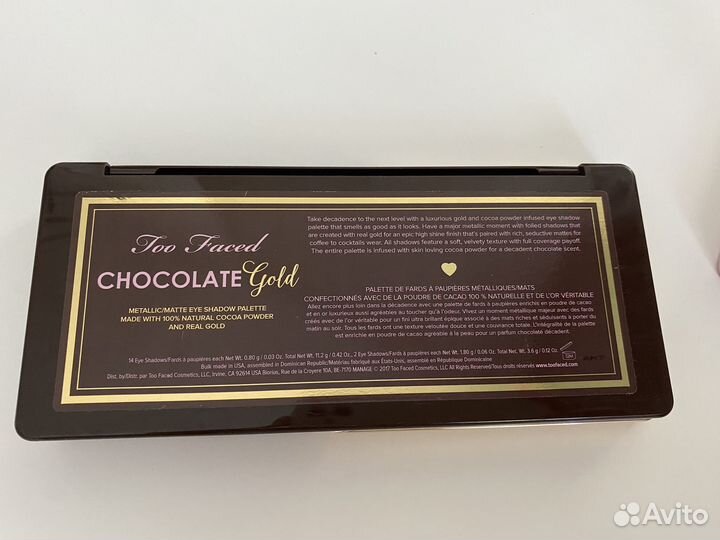 Too Faced
CHOCOLATE Gold
METALLIC/MATTE EYE SHADOW PALETTE
MADE WITH 100% NATURAL COCOA POWDER
AND REAL GOLD
Take decadence to the next level with a luxurious gold and cocoa powder infused eye shadow
palette that smells as good as it looks. Have a major metallic moment with foiled shadows that
are created with real gold for an epic high shine finish that's paired with rich, seductive mattes for
coffee to cocktails wear. All shadows feature a soft, velvety texture with full coverage payoff.
The entire palette is infused with skin loving cocoa powder for a decadent chocolate scent.
PALETTE DE FARDS À PAUPIÈRES MÉTALLIQUES/MATS
CONFECTIONNÉS AVEC DE LA POUDRE DE CACAO 100 % NATURELLE ET DE L'OR VÉRITABLE
Allez encore plus loin dans la décadence avec une palette de fards à paupières enrichis en poudre de cacao
et en or luxurieux aussi agréables au toucher qu'à l'odeur. Vivez un moment métallique majeur avec des fards
créés avec de l'or véritable pour un fini ultra brillant épique associé à des mats riches et séduisants à porter du
matin au soir. Tous les fards ont une texture veloutée douce et une couvrance totale. L'intégralité de la palette
est enrichie en poudre de cacao agréable à la peau pour un parfum chocolaté décadent.
14 Eye Shadows/Fards à paupières each Net Wt. 0.80 g/0.03 Oz. Total Net Wt. 11.2 g / 0.42 Oz., 2 Eye Shadows/Fards à paupières each Net Wt. 1.80 g/0.06 Oz. Total Net Wt. 3.6 g / 0.12 Oz.
Bulk made in USA, assembled in Dominican Republic/Matériau fabriqué aux États-Unis, assemblé en République Dominicaine
Dist. by/Distr. par Too Faced Cosmetics, LLC, Irvine, CA 92614 USA Biorius, Rue de la Croyere 10A, BE-7170 MANAGE © 2017 Too Faced Cosmetics, LLC All Rights Reserved/Tous droits réservés www.toofaced.com
12M
Avito